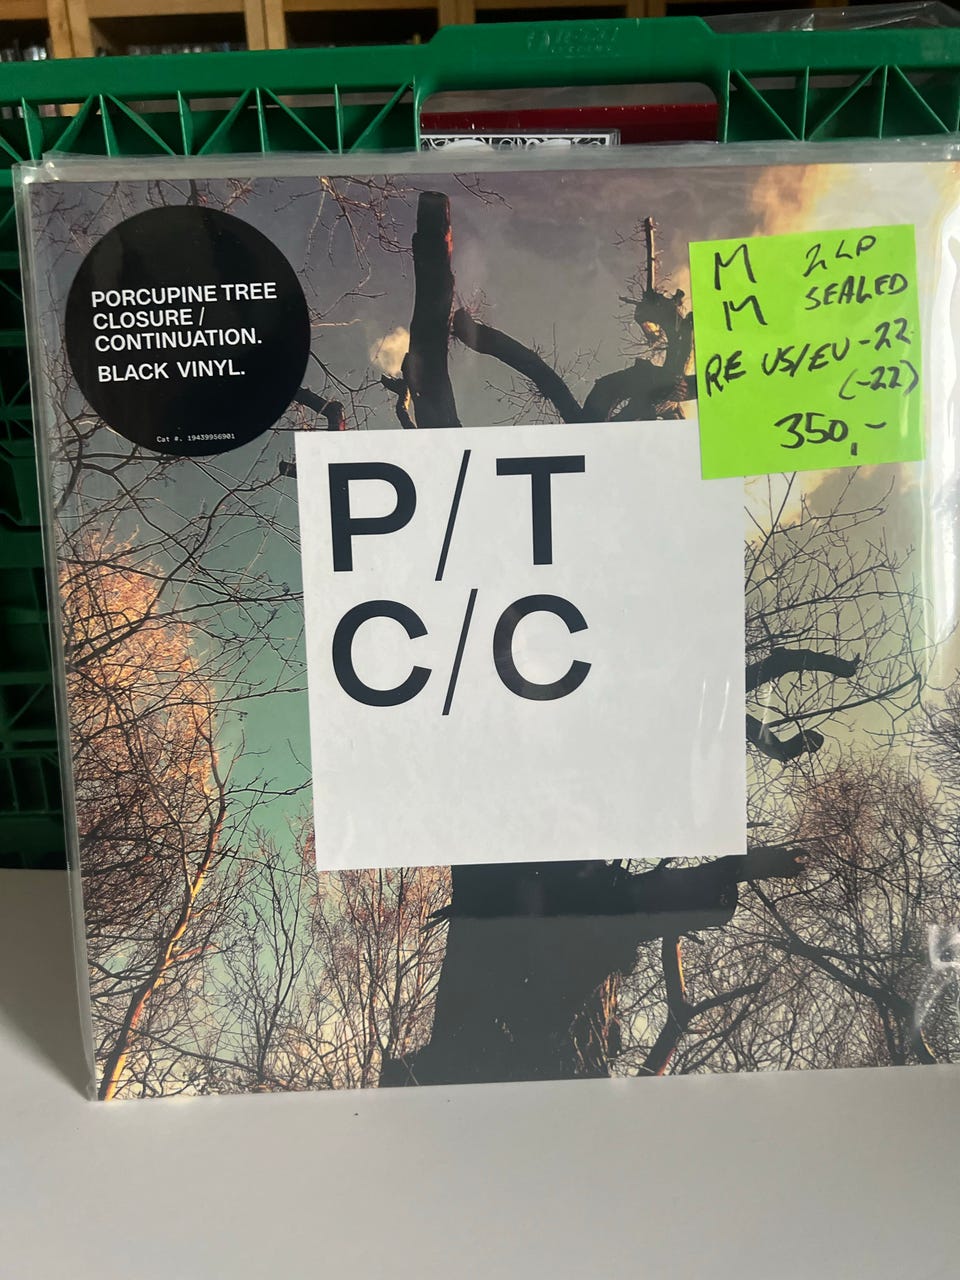 PORCUPINE TREE
CLOSURE /
CONTINUATION.
BLACK VINYL.
Cat #. 19439956901
M 2LP
M SEALED
RE US/EU -22
(-22)
350,-
P/T
C/C